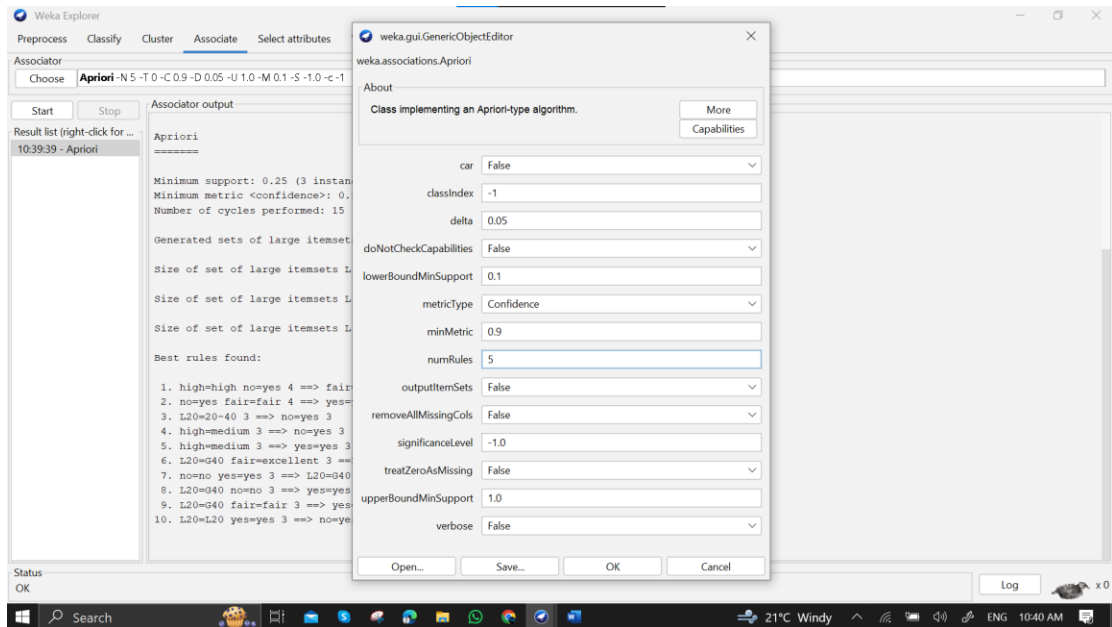 Weka Explorer
Preprocess Classify Cluster Associate Select attributes
Associator
Choose Apriori -N 5 -T 0 -C 0.9 -D 0.05 -U 1.0 -M 0.1 -S -1.0 -c -1
Start Stop
Result list (right-click for ...
10:39:39 - Apriori
Associator output
Apriori
=======
Minimum support: 0.25 (3 instan
Minimum metric <confidence>: 0.
Number of cycles performed: 15
Generated sets of large itemset
Size of set of large itemsets L
Size of set of large itemsets L
Size of set of large itemsets L
Best rules found:
1. high=high no=yes 4 ==> fair
2. no=yes fair=fair 4 ==> yes=
3. L20=20-40 3 ==> no=yes 3
4. high=medium 3 ==> no=yes 3
5. high=medium 3 ==> yes=yes 3
6. L20=G40 fair=excellent 3 ==
7. no=no yes=yes 3 ==> L20=G40
8. L20=G40 no=no 3 ==> yes=yes
9. L20=G40 fair=fair 3 ==> yes
10. L20=L20 yes=yes 3 ==> no=ye
weka.gui.GenericObjectEditor
weka.associations.Apriori
About
Class implementing an Apriori-type algorithm.
More
Capabilities
car False
classIndex -1
delta 0.05
doNotCheckCapabilities False
lowerBoundMinSupport 0.1
metricType Confidence
minMetric 0.9
numRules 5
outputItemSets False
removeAllMissingCols False
significanceLevel -1.0
treatZeroAsMissing False
upperBoundMinSupport 1.0
verbose False
Open... Save... OK Cancel
Status
OK
Log x 0
Search 21°C Windy ENG 10:40 AM